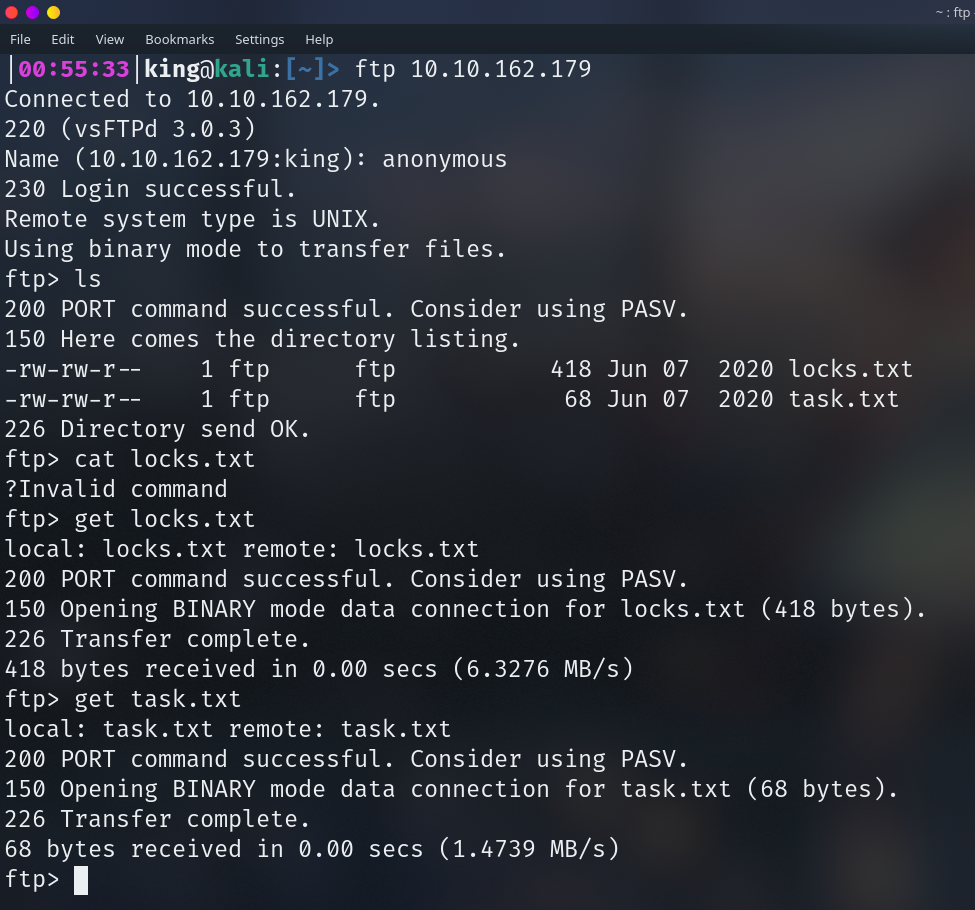 ~ : ftp
File Edit View Bookmarks Settings Help
|00:55:33|king@kali:[~]> ftp 10.10.162.179
Connected to 10.10.162.179.
220 (vsFTPd 3.0.3)
Name (10.10.162.179:king): anonymous
230 Login successful.
Remote system type is UNIX.
Using binary mode to transfer files.
ftp> ls
200 PORT command successful. Consider using PASV.
150 Here comes the directory listing.
-rw-rw-r--    1 ftp      ftp           418 Jun 07  2020 locks.txt
-rw-rw-r--    1 ftp      ftp            68 Jun 07  2020 task.txt
226 Directory send OK.
ftp> cat locks.txt
?Invalid command
ftp> get locks.txt
local: locks.txt remote: locks.txt
200 PORT command successful. Consider using PASV.
150 Opening BINARY mode data connection for locks.txt (418 bytes).
226 Transfer complete.
418 bytes received in 0.00 secs (6.3276 MB/s)
ftp> get task.txt
local: task.txt remote: task.txt
200 PORT command successful. Consider using PASV.
150 Opening BINARY mode data connection for task.txt (68 bytes).
226 Transfer complete.
68 bytes received in 0.00 secs (1.4739 MB/s)
ftp>